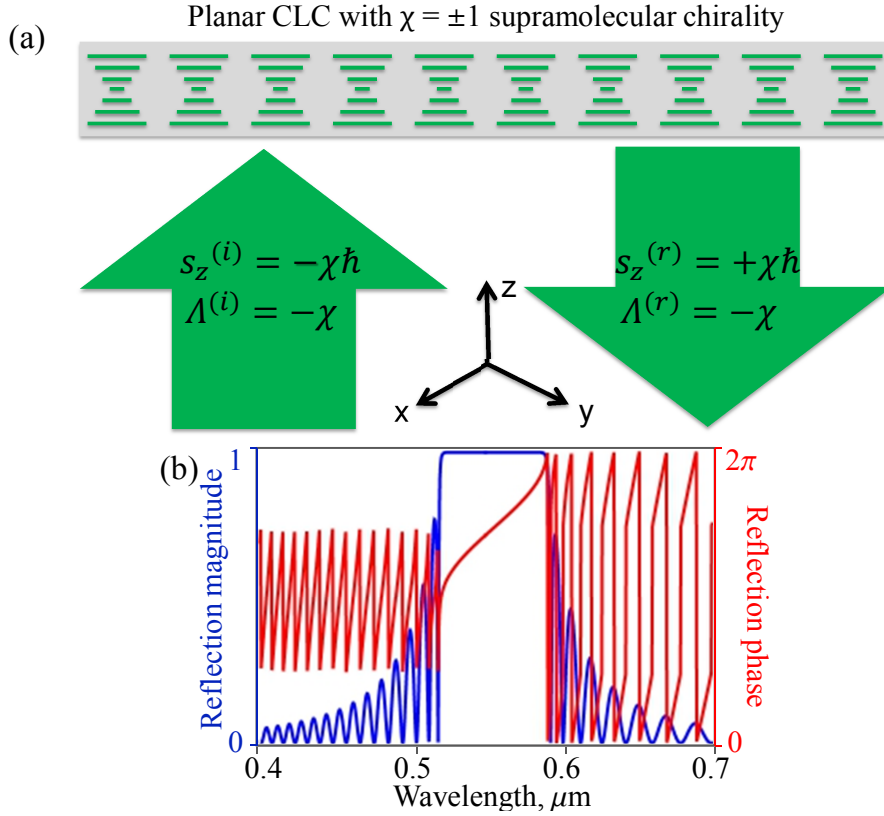 Planar CLC with χ = ±1 supramolecular chirality
(a)
s_z^(i) = −χℏ
Λ^(i) = −χ
s_z^(r) = +χℏ
Λ^(r) = −χ
z
x
y
(b)
1
2π
Reflection magnitude
Reflection phase
0
0
0.4
0.5
0.6
0.7
Wavelength, μm